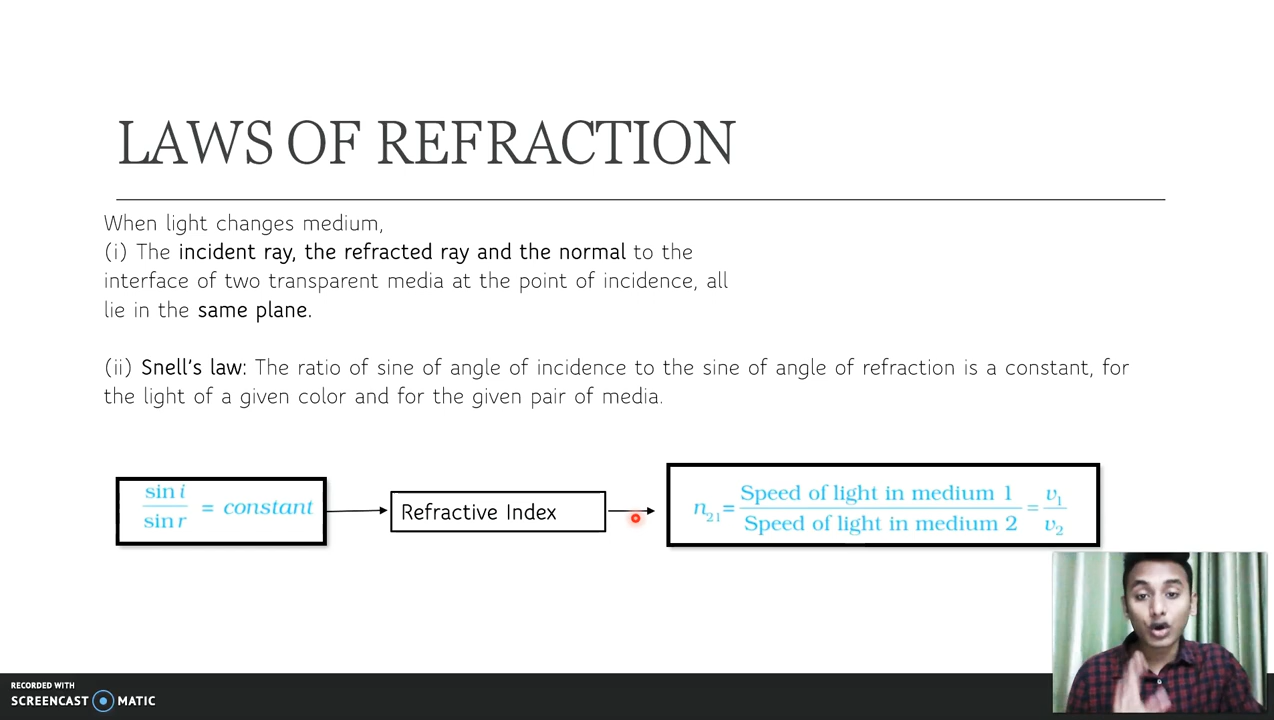 LAWS OF REFRACTION
When light changes medium,
(i) The incident ray, the refracted ray and the normal to the
interface of two transparent media at the point of incidence, all
lie in the same plane.
(ii) Snell's law: The ratio of sine of angle of incidence to the sine of angle of refraction is a constant, for
the light of a given color and for the given pair of media.
sin i / sin r = constant
Refractive Index
n21 = Speed of light in medium 1 / Speed of light in medium 2 = v1 / v2
RECORDED WITH
SCREENCAST MATIC